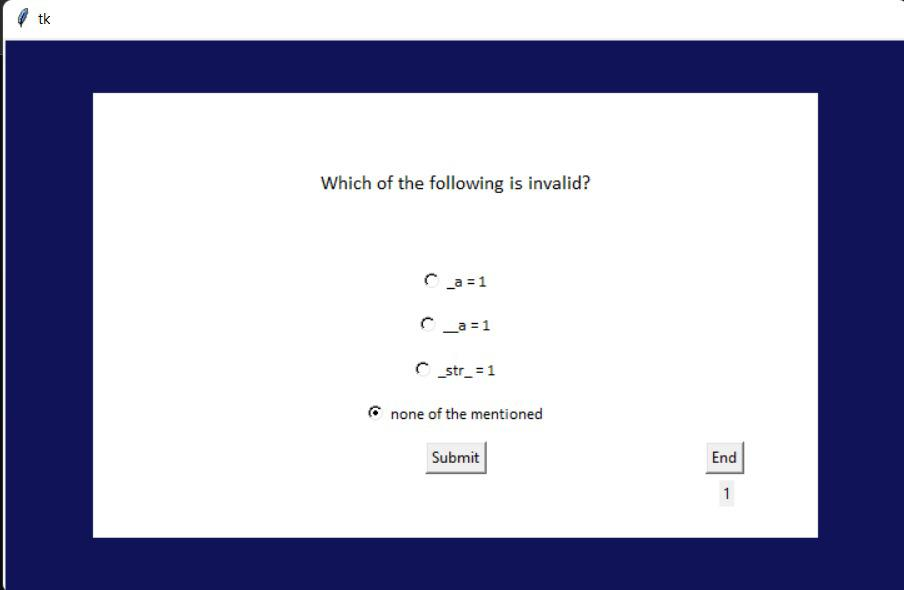 tk
Which of the following is invalid?
_a = 1
__a = 1
_str_ = 1
none of the mentioned
Submit
End
1